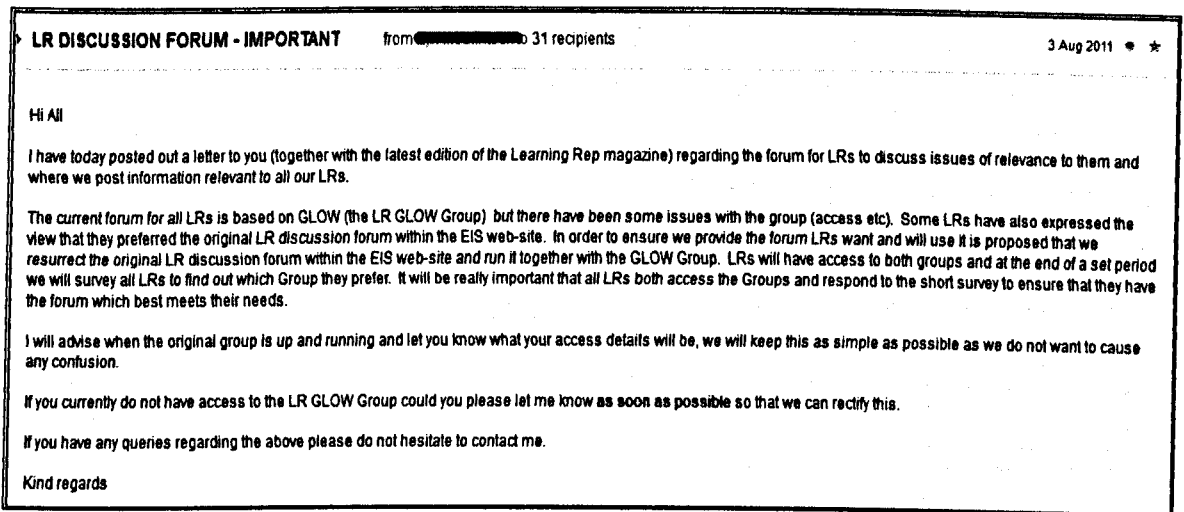 LR DISCUSSION FORUM - IMPORTANT from to 31 recipients 3 Aug 2011
Hi All
I have today posted out a letter to you (together with the latest edition of the Learning Rep magazine) regarding the forum for LRs to discuss issues of relevance to them and
where we post information relevant to all our LRs.
The current forum for all LRs is based on GLOW (the LR GLOW Group) but there have been some issues with the group (access etc). Some LRs have also expressed the
view that they preferred the original LR discussion forum within the EIS web-site. In order to ensure we provide the forum LRs want and will use it is proposed that we
resurrect the original LR discussion forum within the EIS web-site and run it together with the GLOW Group. LRs will have access to both groups and at the end of a set period
we will survey all LRs to find out which Group they prefer. It will be really important that all LRs both access the Groups and respond to the short survey to ensure that they have
the forum which best meets their needs.
I will advise when the original group is up and running and let you know what your access details will be, we will keep this as simple as possible as we do not want to cause
any confusion.
If you currently do not have access to the LR GLOW Group could you please let me know as soon as possible so that we can rectify this.
If you have any queries regarding the above please do not hesitate to contact me.
Kind regards